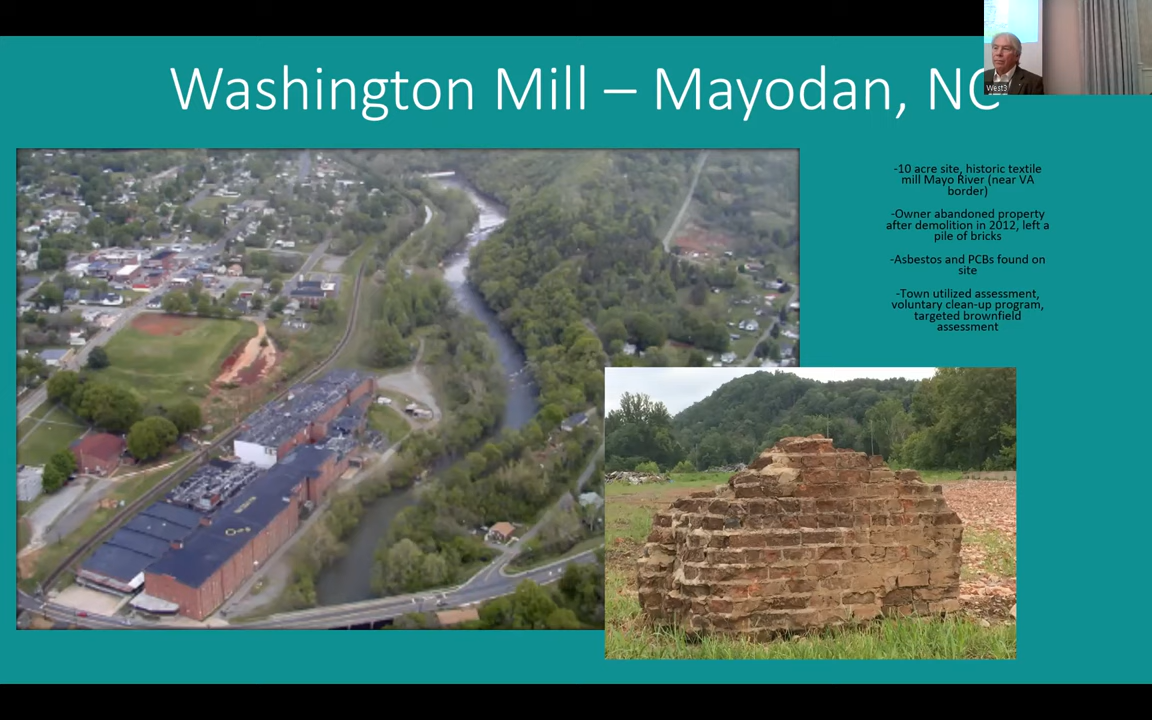 Washington Mill – Mayodan, NC
West3
-10 acre site, historic textile
mill Mayo River (near VA
border)
-Owner abandoned property
after demolition in 2012, left a
pile of bricks
-Asbestos and PCBs found on
site
-Town utilized assessment,
voluntary clean-up program,
targeted brownfield
assessment